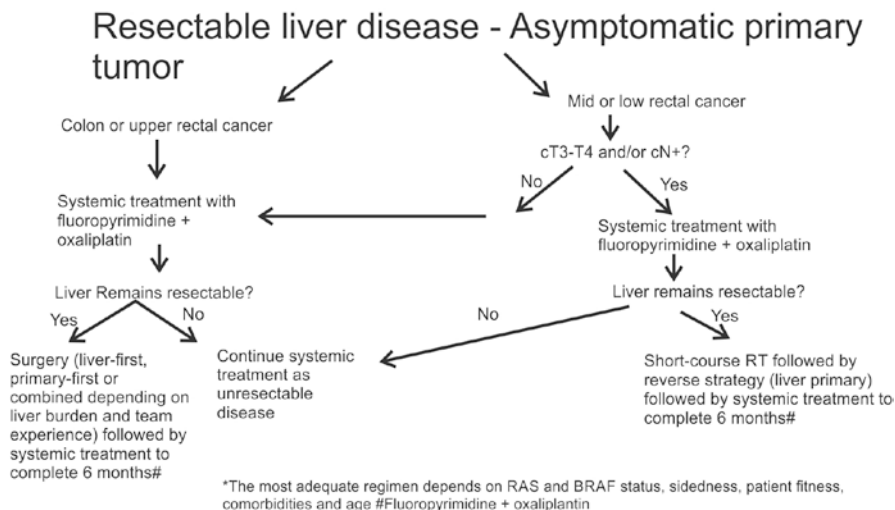 Resectable liver disease - Asymptomatic primary
tumor
Colon or upper rectal cancer
Systemic treatment with
fluoropyrimidine +
oxaliplatin
Liver Remains resectable?
Yes
No
Surgery (liver-first,
primary-first or
combined depending on
liver burden and team
experience) followed by
systemic treatment to
complete 6 months#
Continue systemic
treatment as
unresectable
disease
Mid or low rectal cancer
cT3-T4 and/or cN+?
No
Yes
Systemic treatment with
fluoropyrimidine + oxaliplatin
Liver remains resectable?
No
Yes
Short-course RT followed by
reverse strategy (liver primary)
followed by systemic treatment to
complete 6 months#
*The most adequate regimen depends on RAS and BRAF status, sidedness, patient fitness,
comorbidities and age #Fluoropyrimidine + oxaliplantin